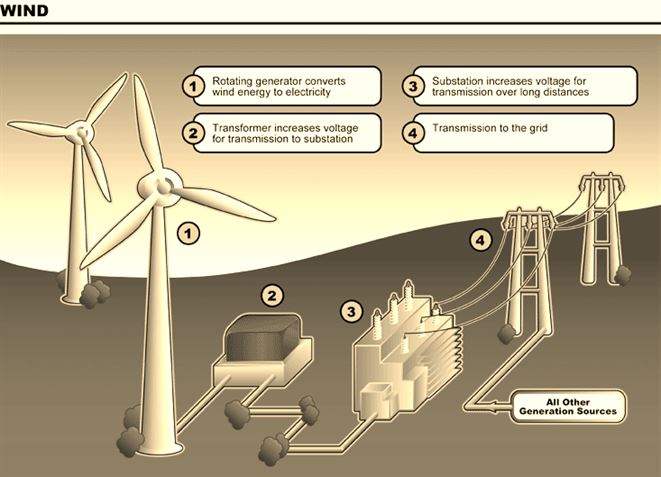 WIND
1 Rotating generator converts
wind energy to electricity
2 Transformer increases voltage
for transmission to substation
3 Substation increases voltage for
transmission over long distances
4 Transmission to the grid
1
2
3
4
All Other
Generation Sources